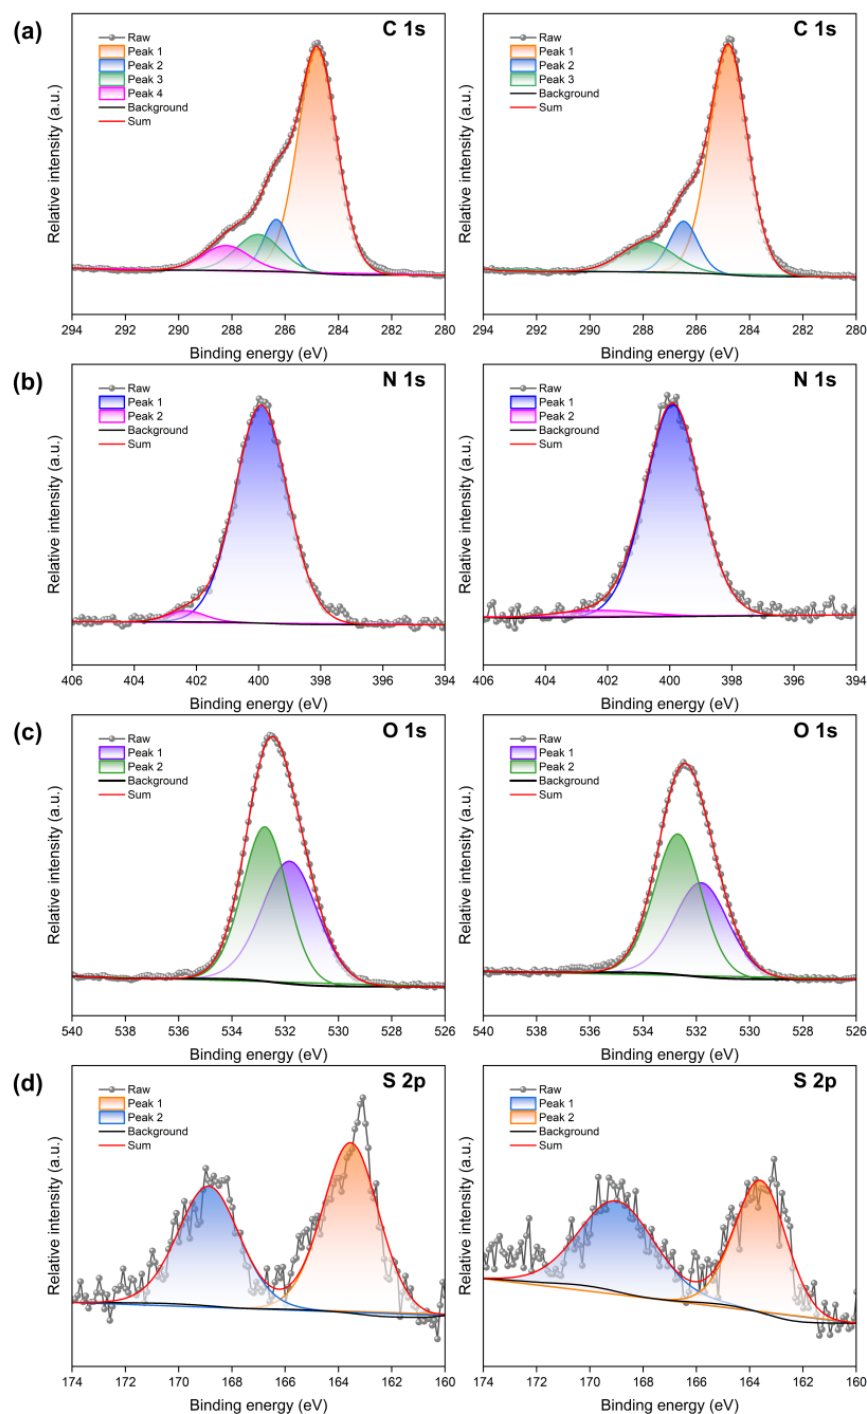 (a)
C 1s
Raw
Peak 1
Peak 2
Peak 3
Peak 4
Background
Sum
Relative intensity (a.u.)
294 292 290 288 286 284 282 280
Binding energy (eV)
C 1s
Raw
Peak 1
Peak 2
Peak 3
Background
Sum
Relative intensity (a.u.)
294 292 290 288 286 284 282 280
Binding energy (eV)
(b)
N 1s
Raw
Peak 1
Peak 2
Background
Sum
Relative intensity (a.u.)
406 404 402 400 398 396 394
Binding energy (eV)
N 1s
Raw
Peak 1
Peak 2
Background
Sum
Relative intensity (a.u.)
406 404 402 400 398 396 394
Binding energy (eV)
(c)
O 1s
Raw
Peak 1
Peak 2
Background
Sum
Relative intensity (a.u.)
540 538 536 534 532 530 528 526
Binding energy (eV)
O 1s
Raw
Peak 1
Peak 2
Background
Sum
Relative intensity (a.u.)
540 538 536 534 532 530 528 526
Binding energy (eV)
(d)
S 2p
Raw
Peak 1
Peak 2
Background
Sum
Relative intensity (a.u.)
174 172 170 168 166 164 162 160
Binding energy (eV)
S 2p
Raw
Peak 1
Peak 2
Background
Sum
Relative intensity (a.u.)
174 172 170 168 166 164 162 160
Binding energy (eV)